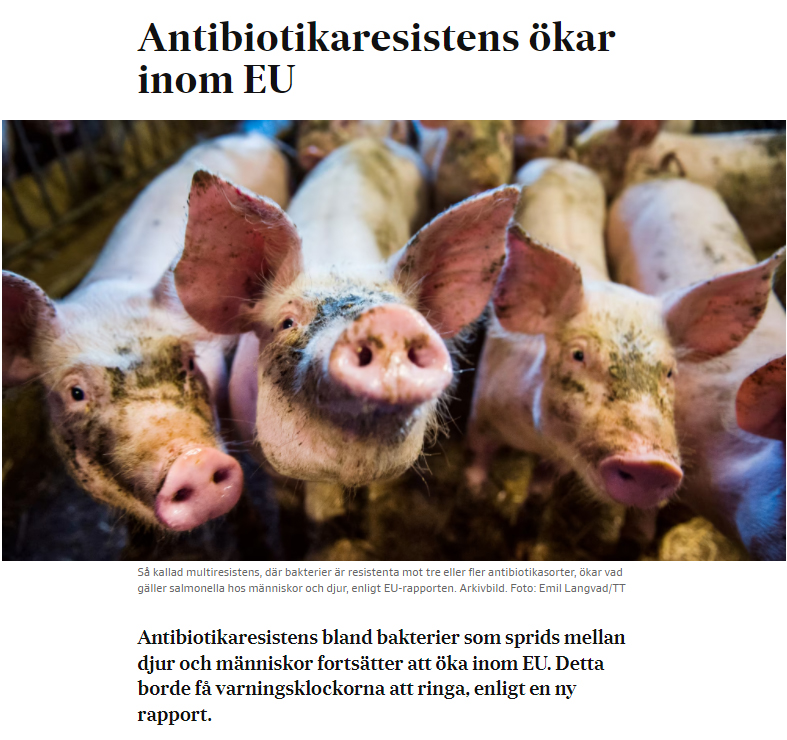 Antibiotikaresistens ökar
inom EU
Så kallad multiresistens, där bakterier är resistenta mot tre eller fler antibiotikasorter, ökar vad
gäller salmonella hos människor och djur, enligt EU-rapporten. Arkivbild. Foto: Emil Langvad/TT
Antibiotikaresistens bland bakterier som sprids mellan
djur och människor fortsätter att öka inom EU. Detta
borde få varningsklockorna att ringa, enligt en ny
rapport.